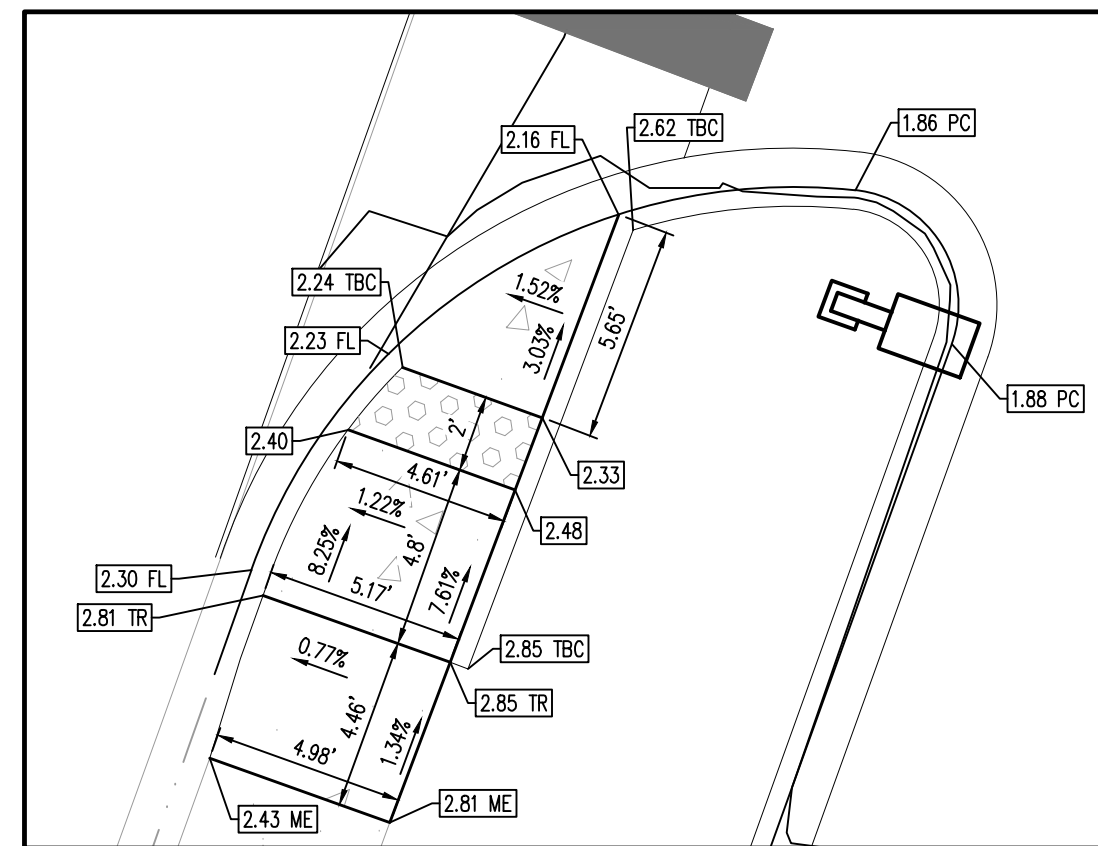 1.86 PC
2.62 TBC
2.16 FL
2.24 TBC
1.52%
3.03%
5.65'
2.23 FL
1.88 PC
2'
2.40
4.61'
2.33
1.22%
2.48
8.25%
4.8'
2.30 FL
5.17'
7.61%
2.81 TR
2.85 TBC
0.77%
2.85 TR
4.46'
1.34%
4.98'
2.81 ME
2.43 ME